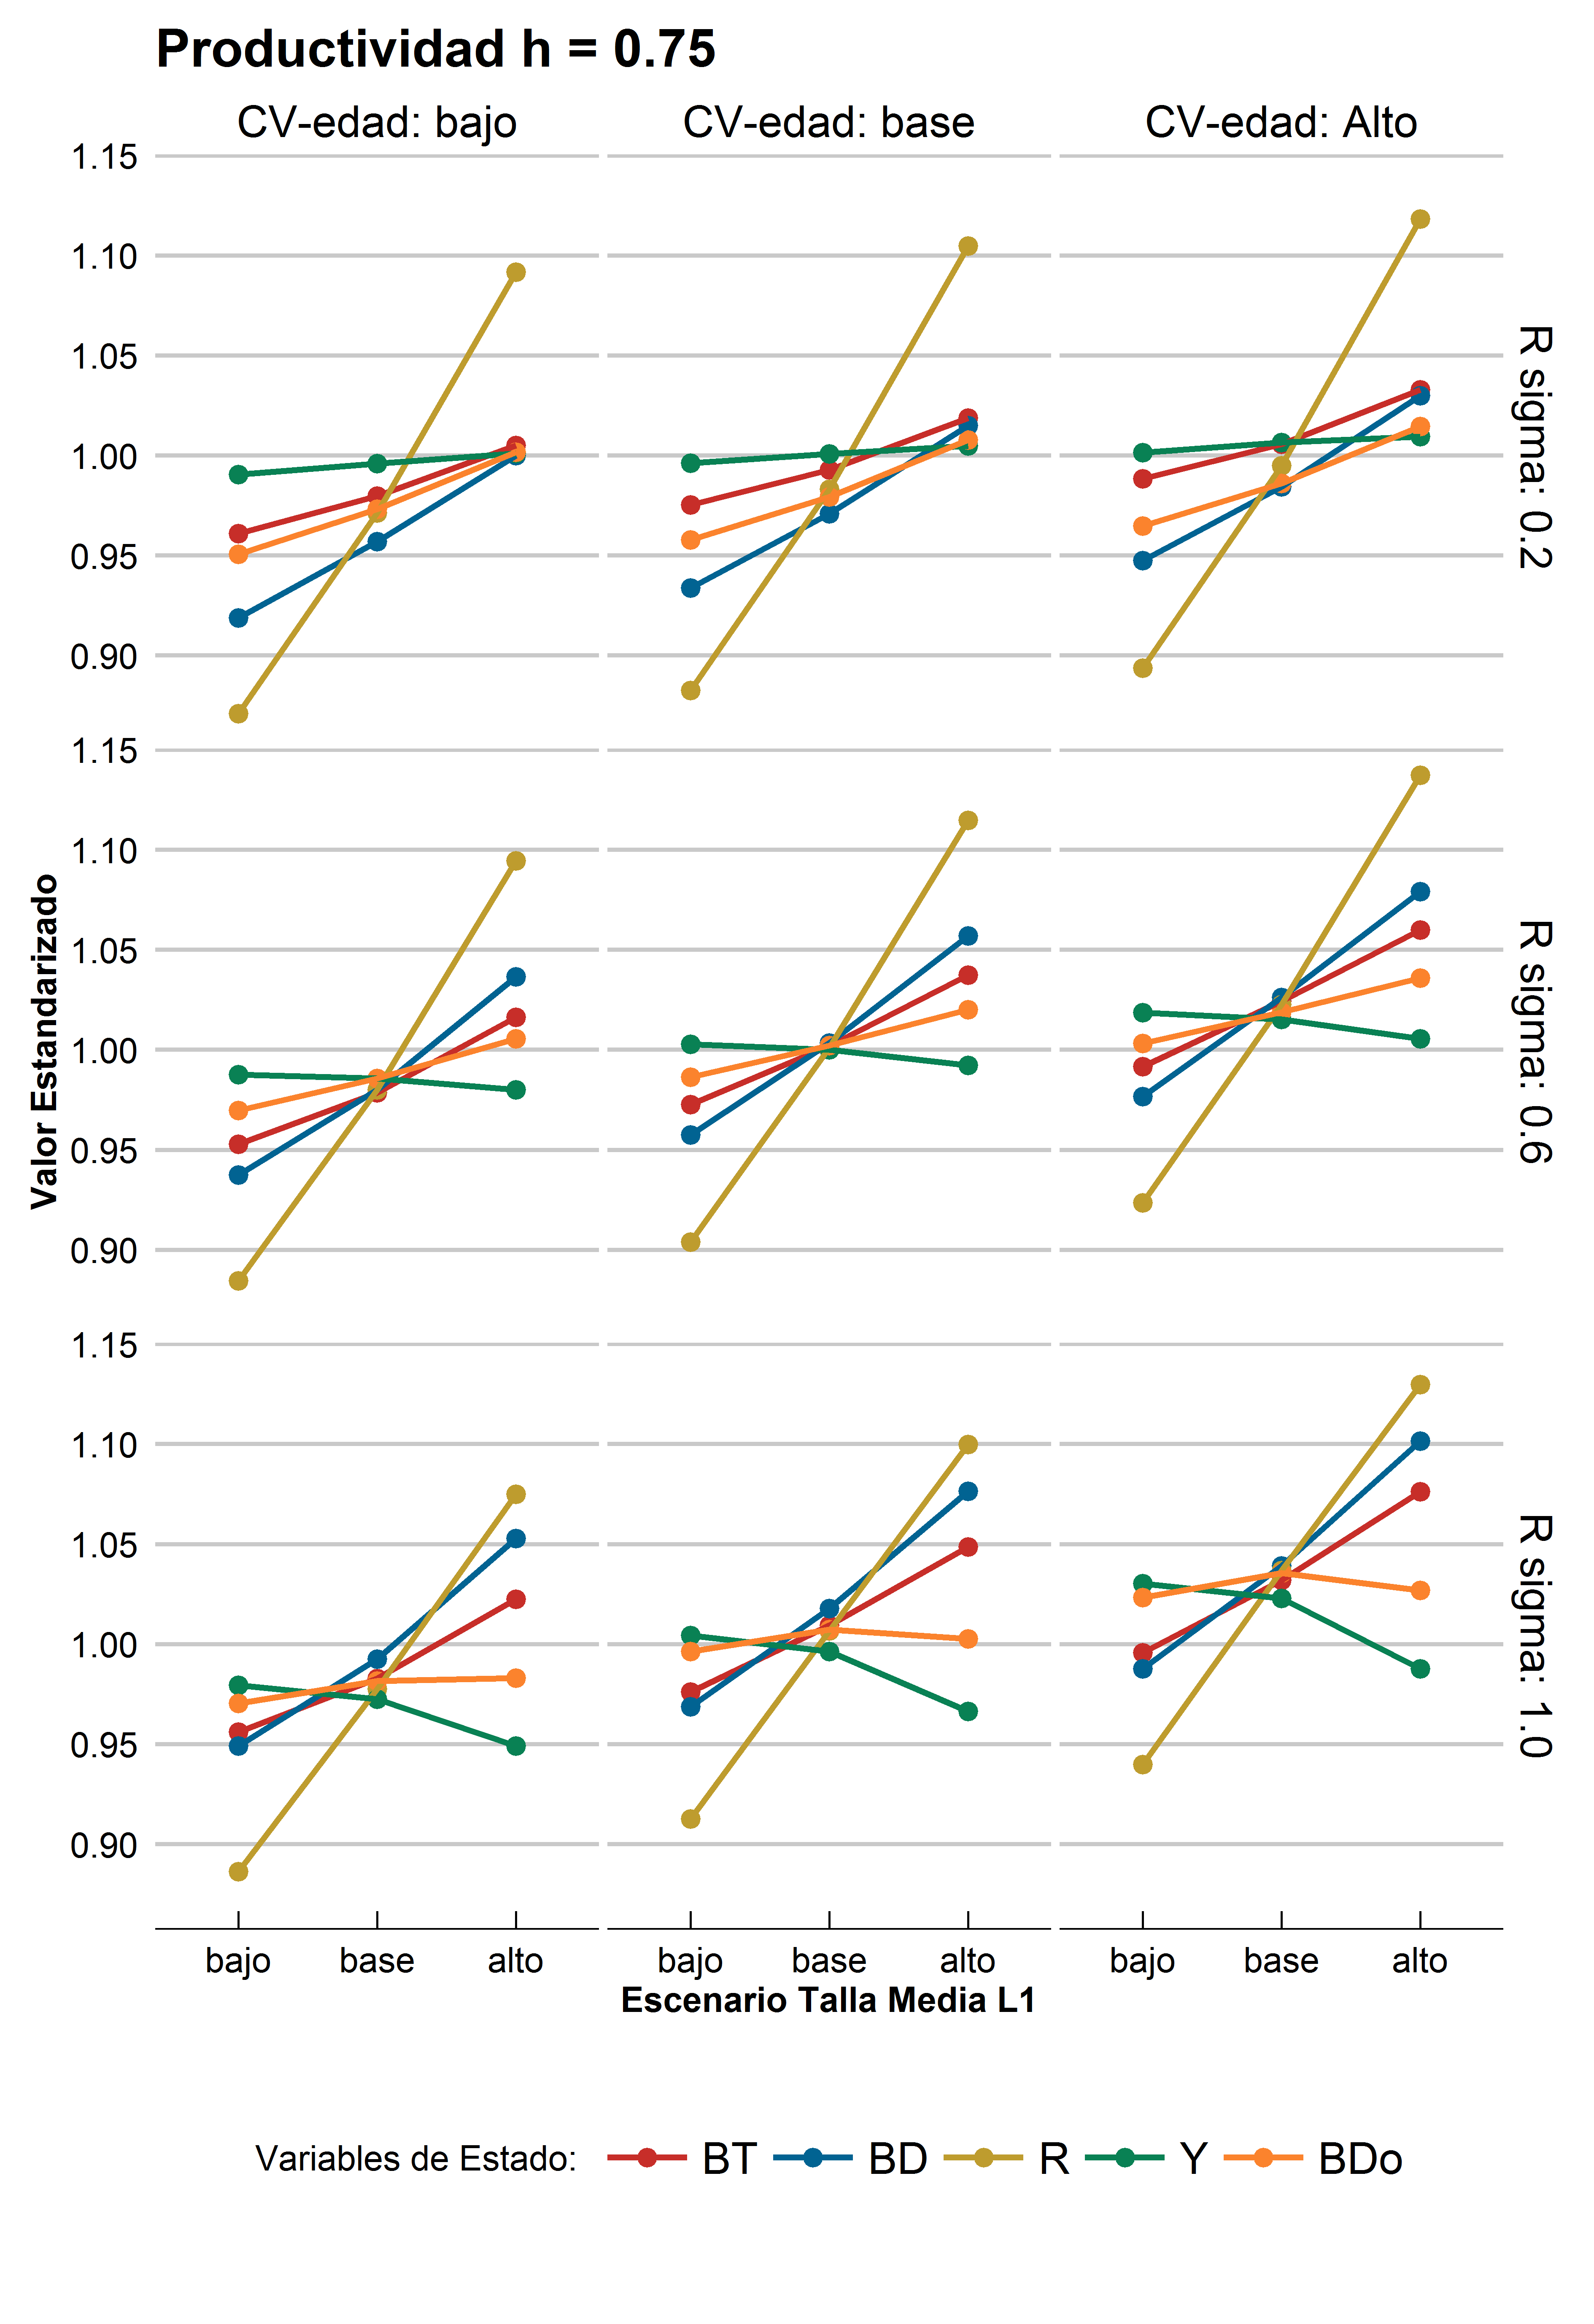 Productividad h = 0.75
CV-edad: bajo CV-edad: base CV-edad: Alto
1.15
1.10
1.05
1.00
0.95
0.90
R sigma: 0.2
1.15
1.10
1.05
1.00
0.95
0.90
R sigma: 0.6
Valor Estandarizado
1.15
1.10
1.05
1.00
0.95
0.90
R sigma: 1.0
bajo base alto bajo base alto bajo base alto
Escenario Talla Media L1
Variables de Estado: BT BD R Y BDo